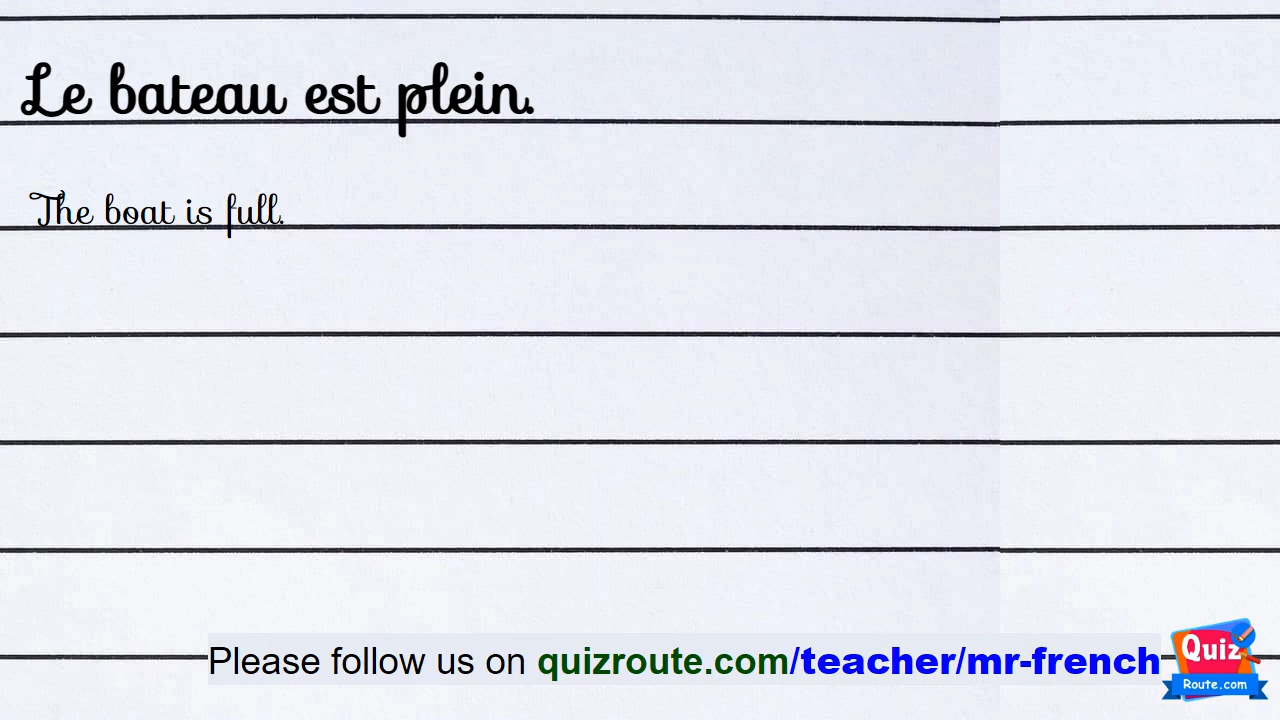 Le bateau est plein.
The boat is full.
Please follow us on quizroute.com/teacher/mr-french
Quiz
Route.com